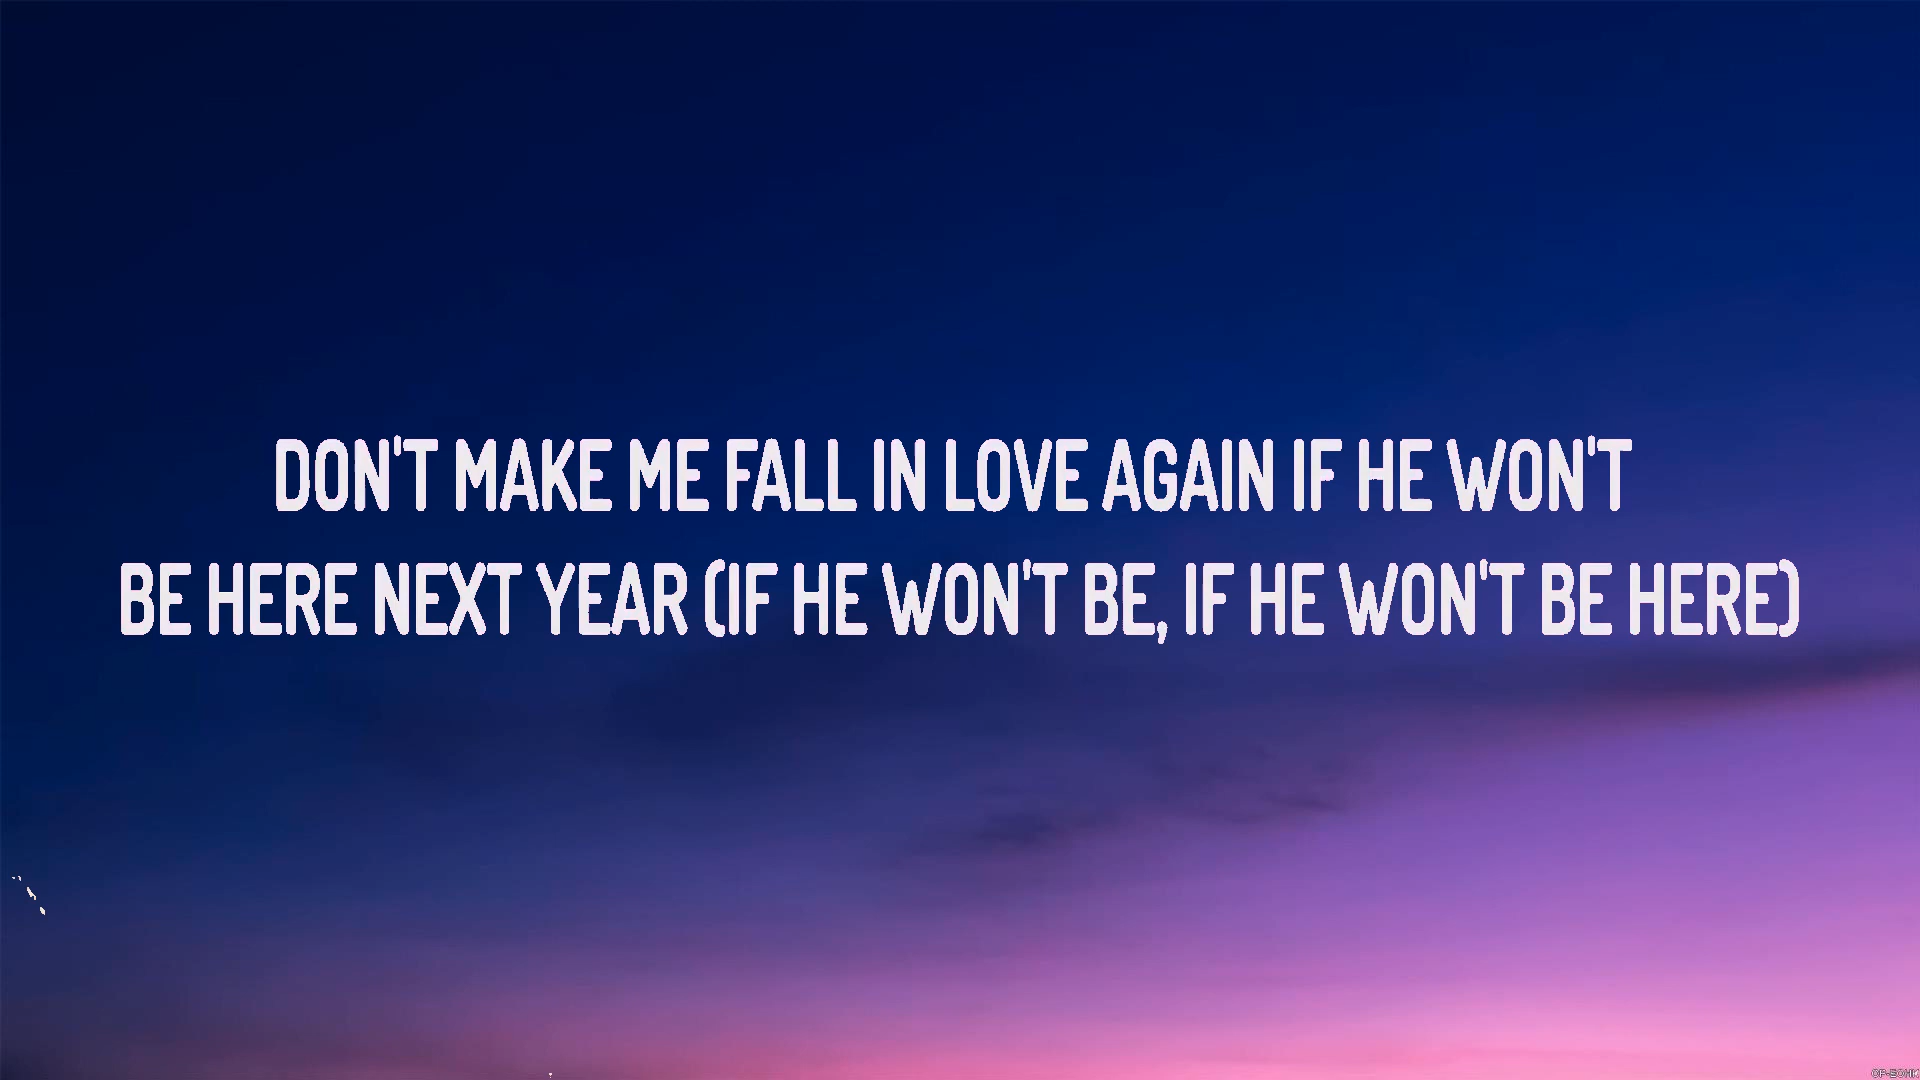 DON'T MAKE ME FALL IN LOVE AGAIN IF HE WON'T
BE HERE NEXT YEAR (IF HE WON'T BE, IF HE WON'T BE HERE)